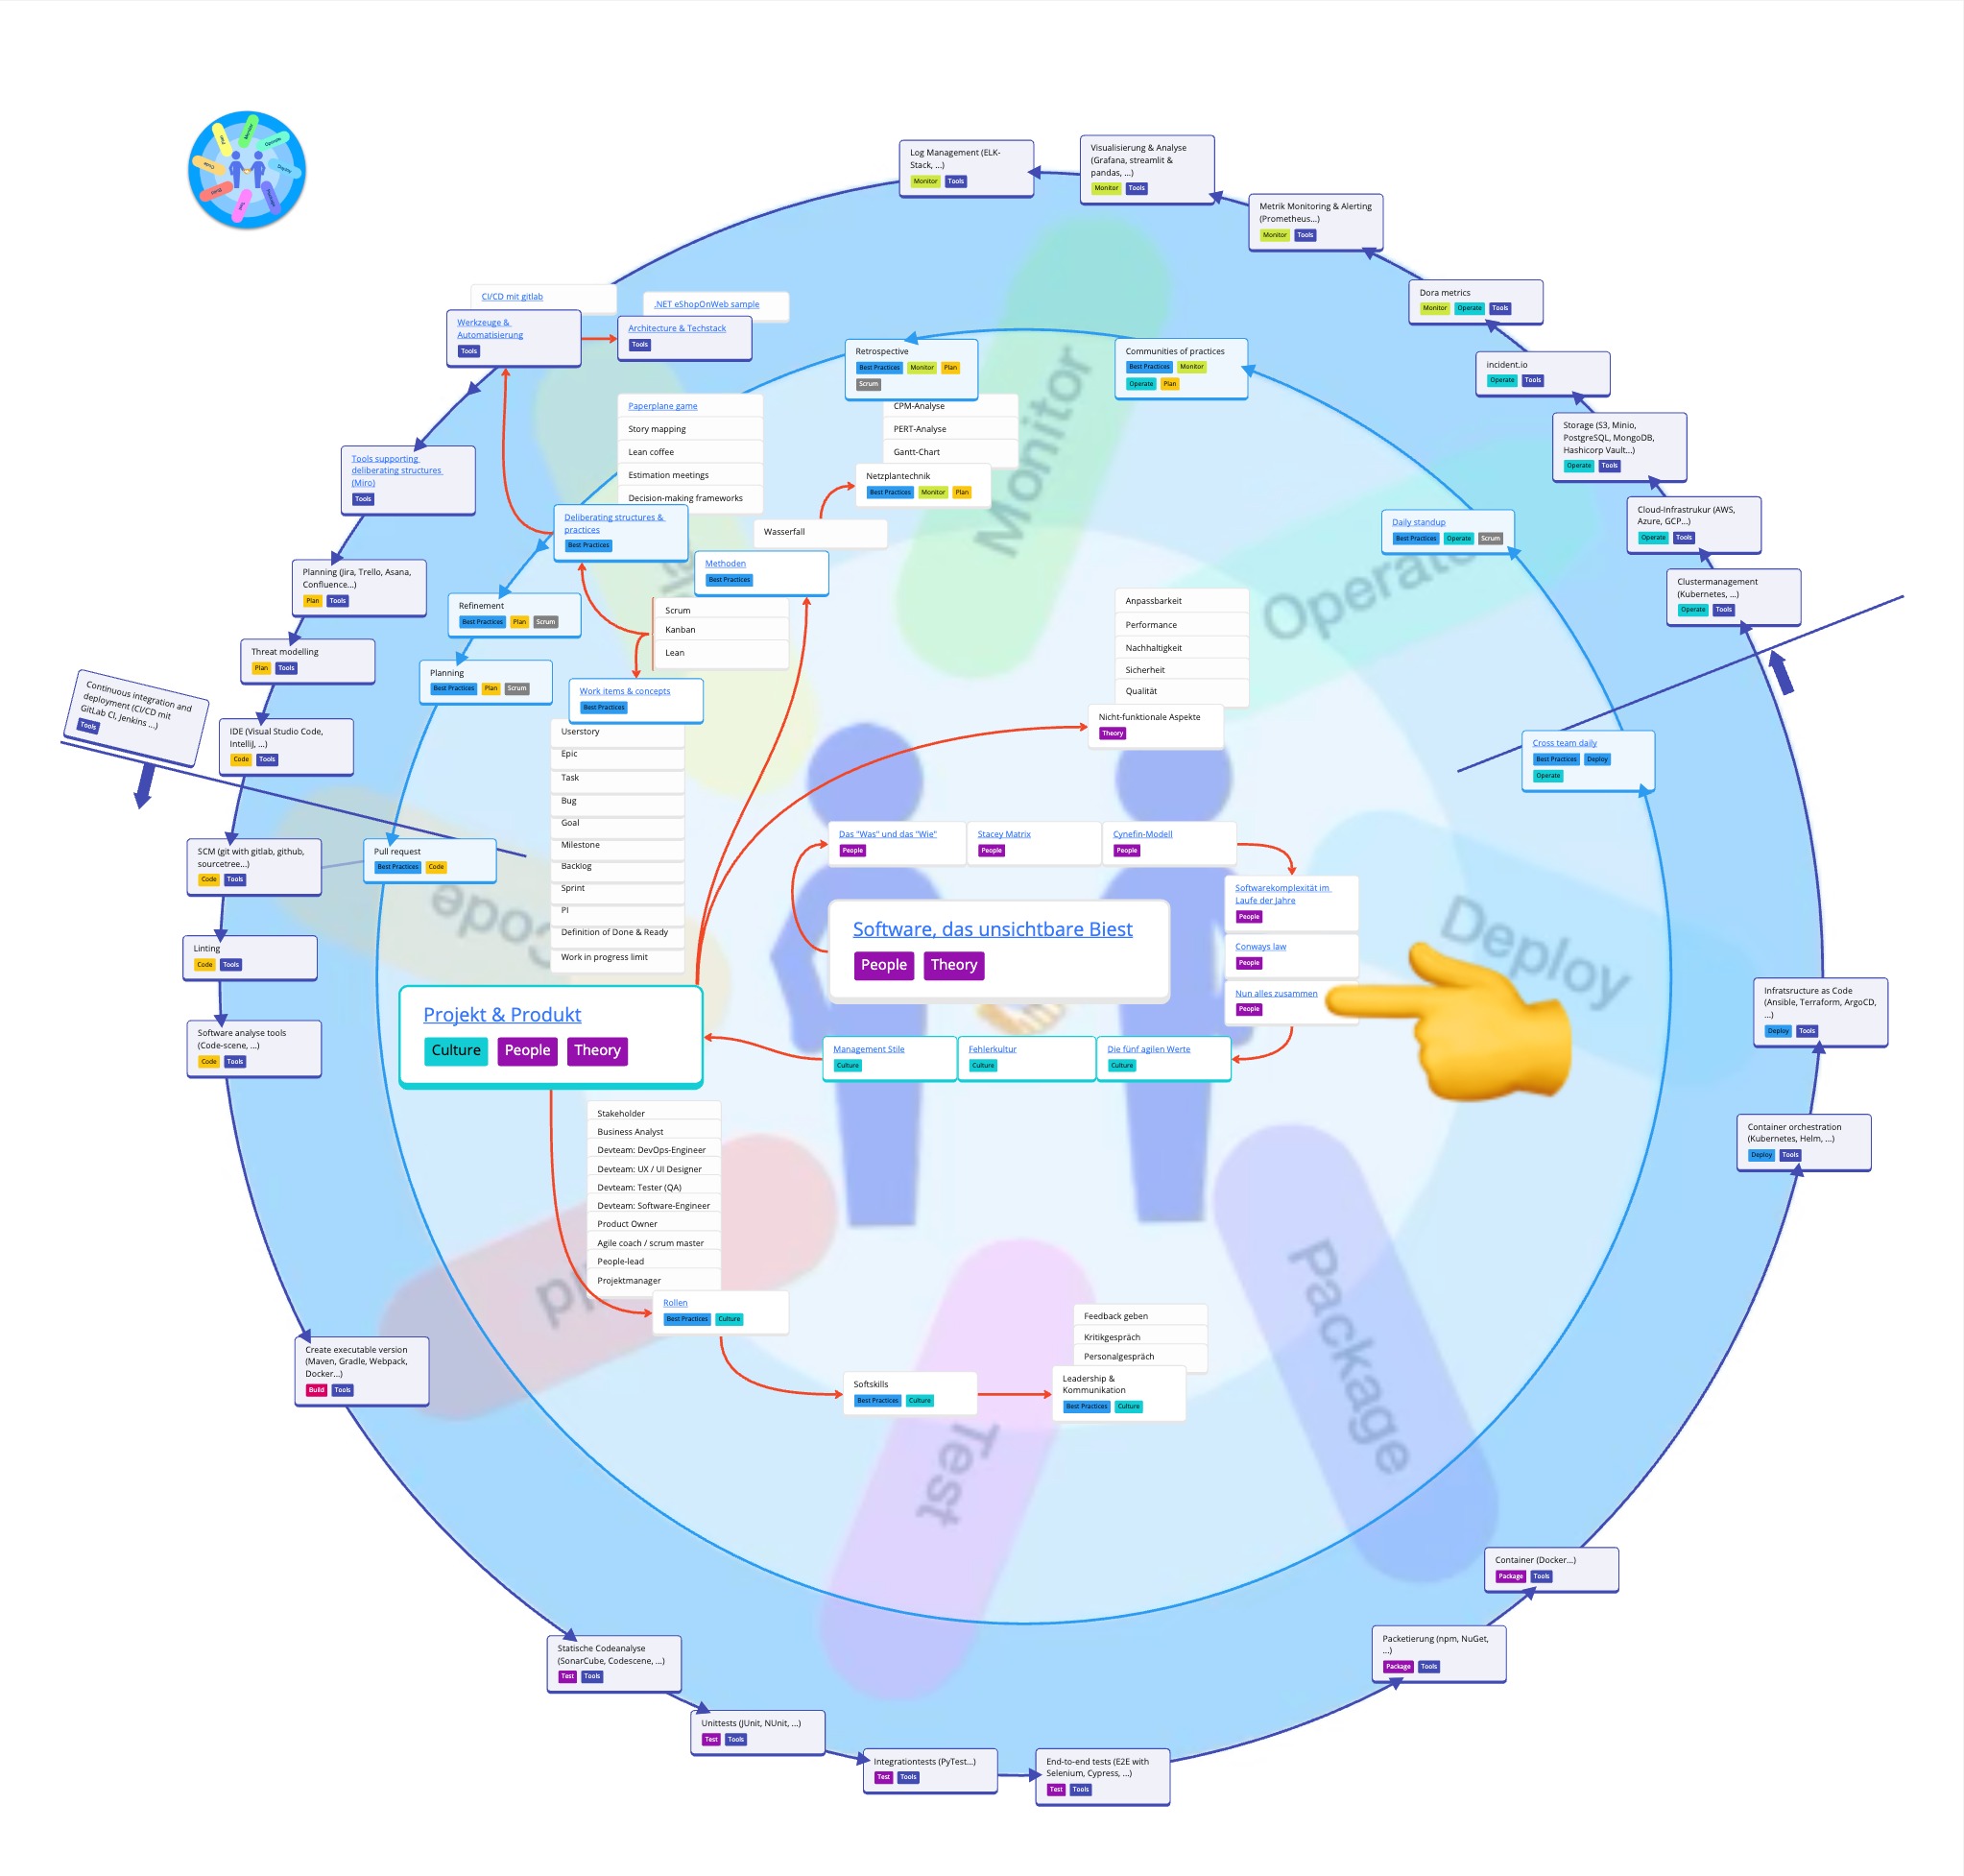 Log Management (ELK-
Stack, ...)
Monitor Tools
Visualisierung & Analyse
(Grafana, streamlit &
pandas, ...)
Monitor Tools
Metrik Monitoring & Alerting
(Prometheus...)
Monitor Tools
Dora metrics
Monitor Operate Tools
incident.io
Operate Tools
Storage (S3, Minio,
PostgreSQL, MongoDB,
Hashicorp Vault...)
Operate Tools
Cloud-Infrastrukur (AWS,
Azure, GCP...)
Operate Tools
Clustermanagement
(Kubernetes, ...)
Operate Tools
CI/CD mit gitlab
Werkzeuge &
Automatisierung
Tools
.NET eShopOnWeb sample
Architecture & Techstack
Tools
Retrospective
Best Practices Monitor Plan
Scrum
Communities of practices
Best Practices Monitor
Operate Plan
Monitor
Paperplane game
Story mapping
Lean coffee
Estimation meetings
Decision-making frameworks
Deliberating structures &
practices
Best Practices
CPM-Analyse
PERT-Analyse
Gantt-Chart
Netzplantechnik
Best Practices Monitor Plan
Wasserfall
Methoden
Best Practices
Daily standup
Best Practices Operate Scrum
Operate
Tools supporting
deliberating structures
(Miro)
Tools
Planning (Jira, Trello, Asana,
Confluence...)
Plan Tools
Threat modelling
Plan Tools
Refinement
Best Practices Plan Scrum
Planning
Best Practices Plan Scrum
Scrum
Kanban
Lean
Work items & concepts
Best Practices
Anpassbarkeit
Performance
Nachhaltigkeit
Sicherheit
Qualität
Nicht-funktionale Aspekte
Theory
Continuous integration and
deployment (CI/CD mit
GitLab CI, Jenkins ...)
Tools
IDE (Visual Studio Code,
IntelliJ, ...)
Code Tools
Cross team daily
Best Practices Deploy
Operate
Userstory
Epic
Task
Bug
Goal
Milestone
Backlog
Sprint
PI
Definition of Done & Ready
Work in progress limit
SCM (git with gitlab, github,
sourcetree...)
Code Tools
Pull request
Best Practices Code
Code
Das "Was" und das "Wie"
People
Stacey Matrix
People
Cynefin-Modell
People
Softwarekomplexität im
Laufe der Jahre
People
Conways law
People
Nun alles zusammen
People
Software, das unsichtbare Biest
People Theory
Deploy
Linting
Code Tools
Software analyse tools
(Code-scene, ...)
Code Tools
Projekt & Produkt
Culture People Theory
Management Stile
Culture
Fehlerkultur
Culture
Die fünf agilen Werte
Culture
Infratsructure as Code
(Ansible, Terraform, ArgoCD,
...)
Deploy Tools
Container orchestration
(Kubernetes, Helm, ...)
Deploy Tools
Stakeholder
Business Analyst
Devteam: DevOps-Engineer
Devteam: UX / UI Designer
Devteam: Tester (QA)
Devteam: Software-Engineer
Product Owner
Agile coach / scrum master
People-lead
Projektmanager
Rollen
Best Practices Culture
Package
Create executable version
(Maven, Gradle, Webpack,
Docker...)
Build Tools
Softskills
Best Practices Culture
Feedback geben
Kritikgespräch
Personalgespräch
Leadership &
Kommunikation
Best Practices Culture
Test
Container (Docker...)
Package Tools
Statische Codeanalyse
(SonarCube, Codescene, ...)
Test Tools
Packetierung (npm, NuGet,
...)
Package Tools
Unittests (JUnit, NUnit, ...)
Test Tools
Integrationtests (PyTest...)
Test Tools
End-to-end tests (E2E with
Selenium, Cypress, ...)
Test Tools